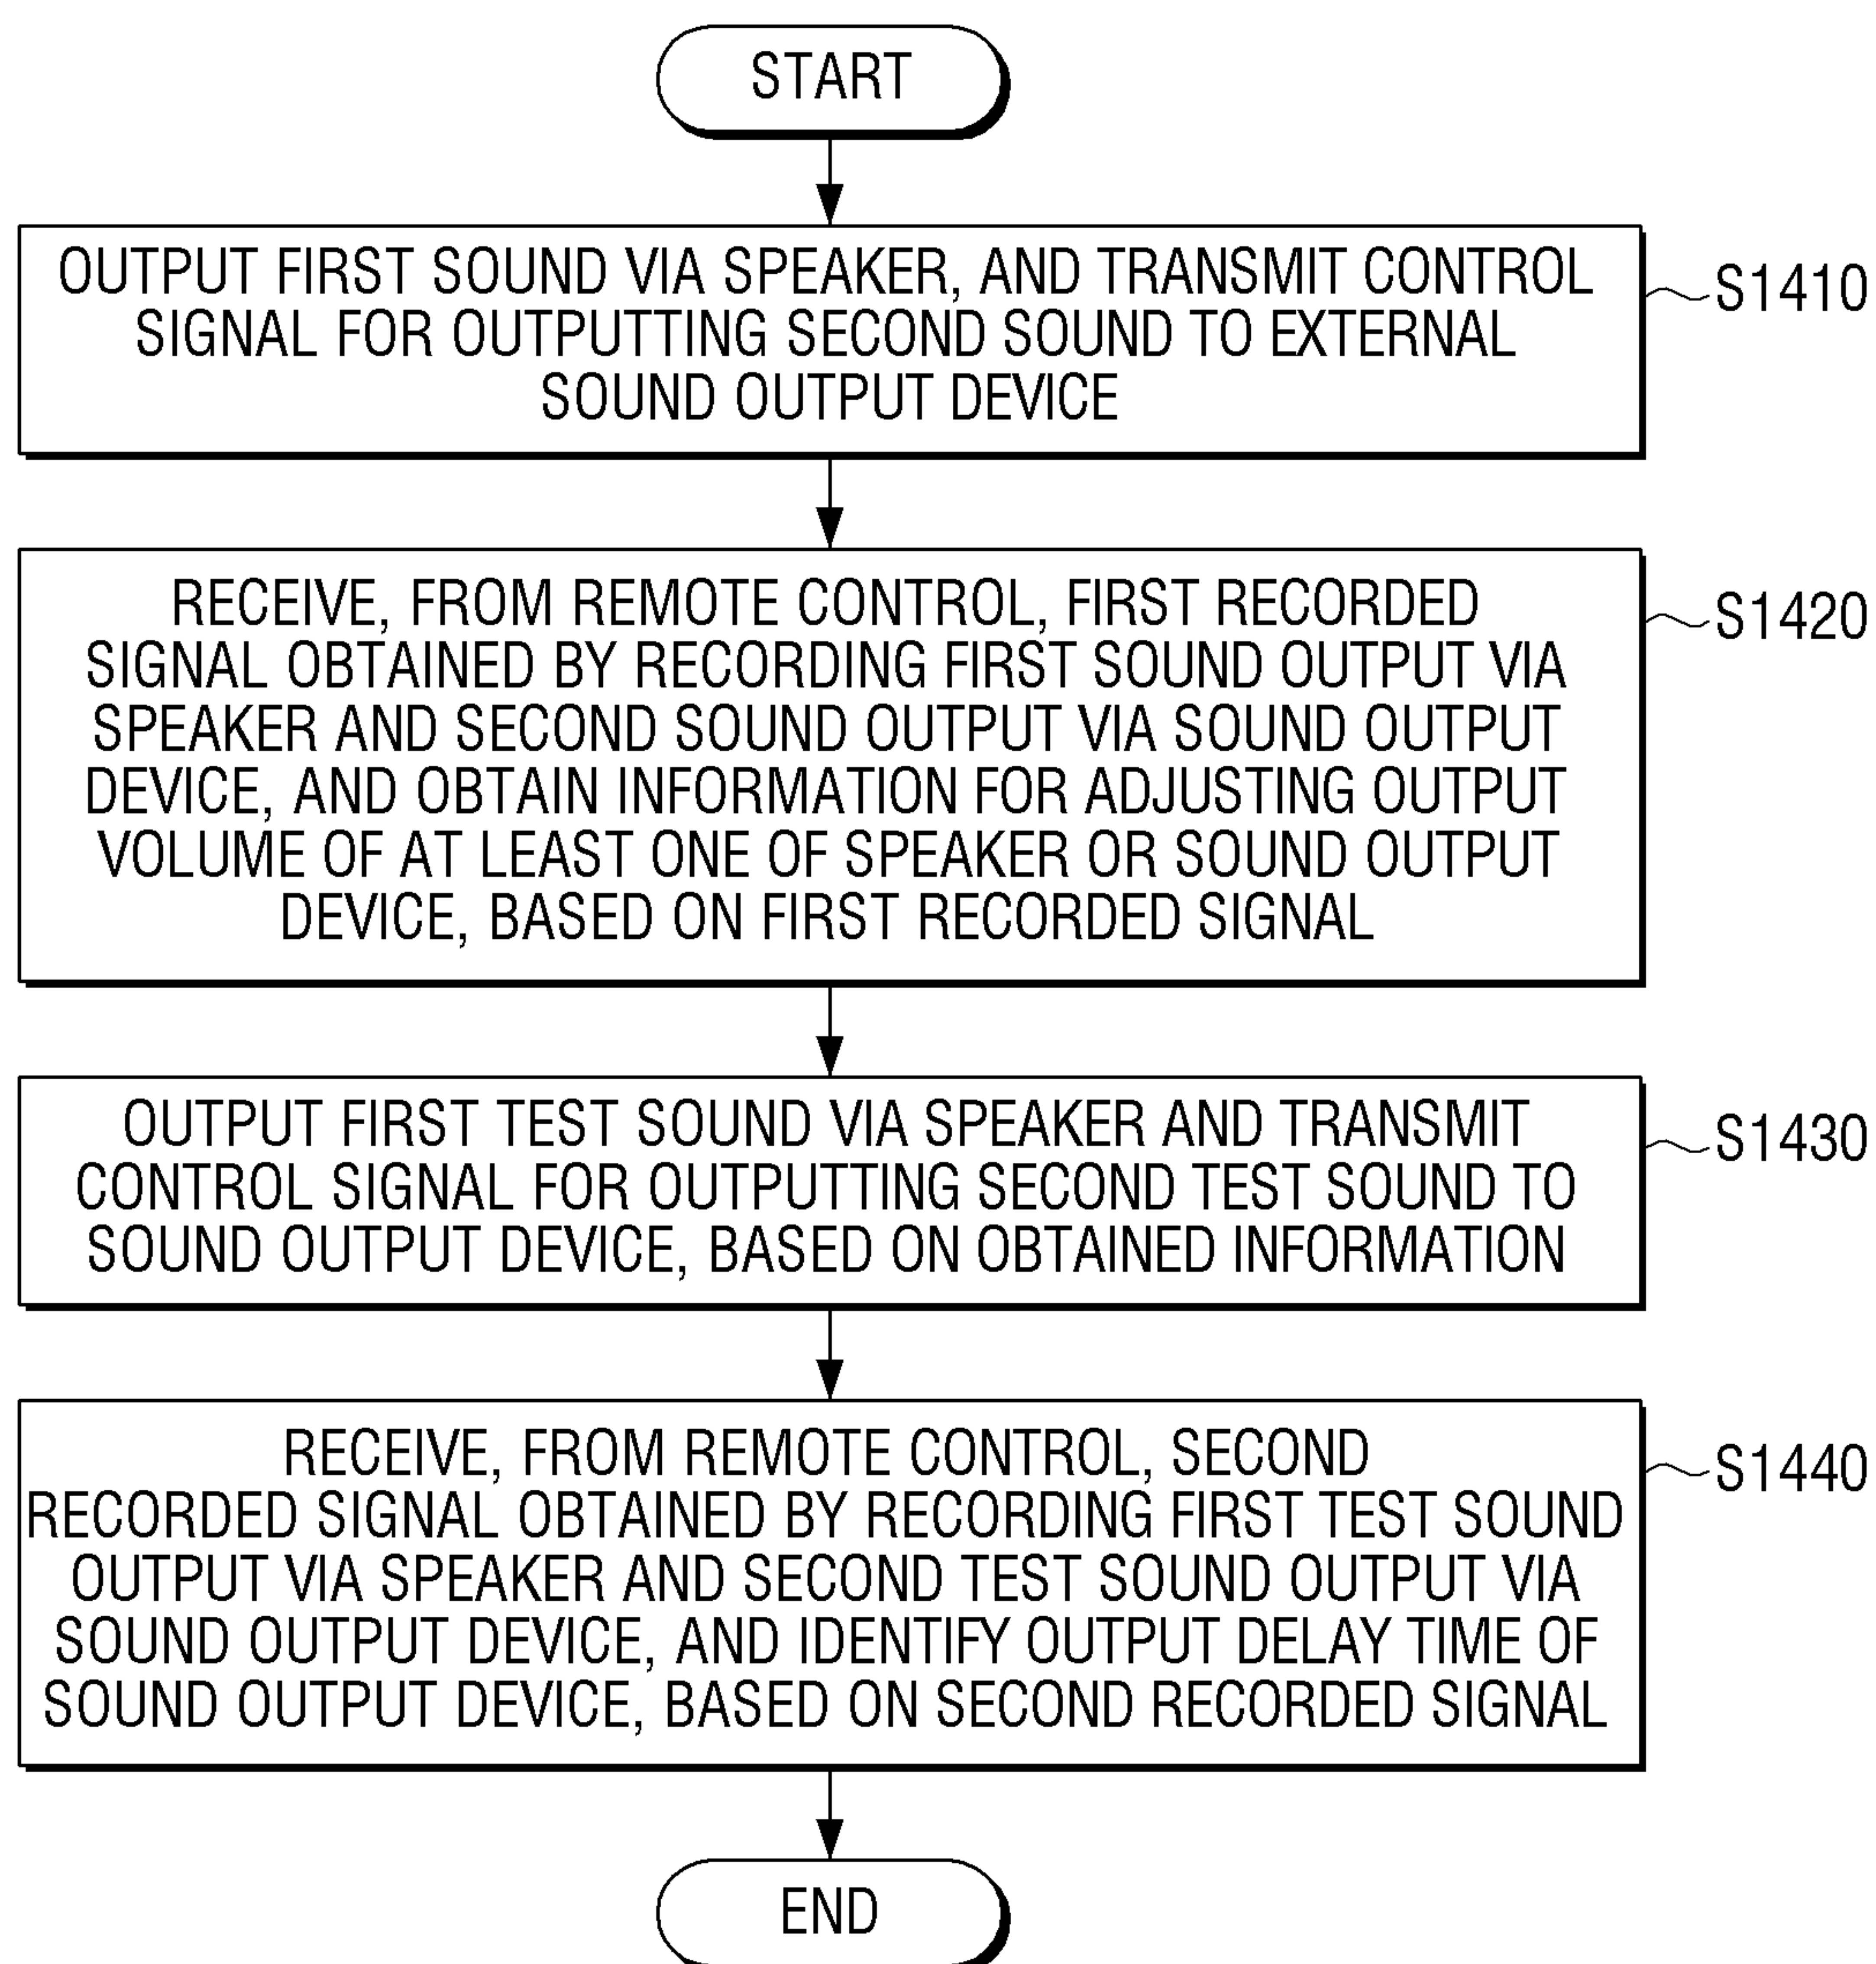 START
OUTPUT FIRST SOUND VIA SPEAKER, AND TRANSMIT CONTROL
SIGNAL FOR OUTPUTTING SECOND SOUND TO EXTERNAL
SOUND OUTPUT DEVICE
S1410
RECEIVE, FROM REMOTE CONTROL, FIRST RECORDED
SIGNAL OBTAINED BY RECORDING FIRST SOUND OUTPUT VIA
SPEAKER AND SECOND SOUND OUTPUT VIA SOUND OUTPUT
DEVICE, AND OBTAIN INFORMATION FOR ADJUSTING OUTPUT
VOLUME OF AT LEAST ONE OF SPEAKER OR SOUND OUTPUT
DEVICE, BASED ON FIRST RECORDED SIGNAL
S1420
OUTPUT FIRST TEST SOUND VIA SPEAKER AND TRANSMIT
CONTROL SIGNAL FOR OUTPUTTING SECOND TEST SOUND TO
SOUND OUTPUT DEVICE, BASED ON OBTAINED INFORMATION
S1430
RECEIVE, FROM REMOTE CONTROL, SECOND
RECORDED SIGNAL OBTAINED BY RECORDING FIRST TEST SOUND
OUTPUT VIA SPEAKER AND SECOND TEST SOUND OUTPUT VIA
SOUND OUTPUT DEVICE, AND IDENTIFY OUTPUT DELAY TIME OF
SOUND OUTPUT DEVICE, BASED ON SECOND RECORDED SIGNAL
S1440
END